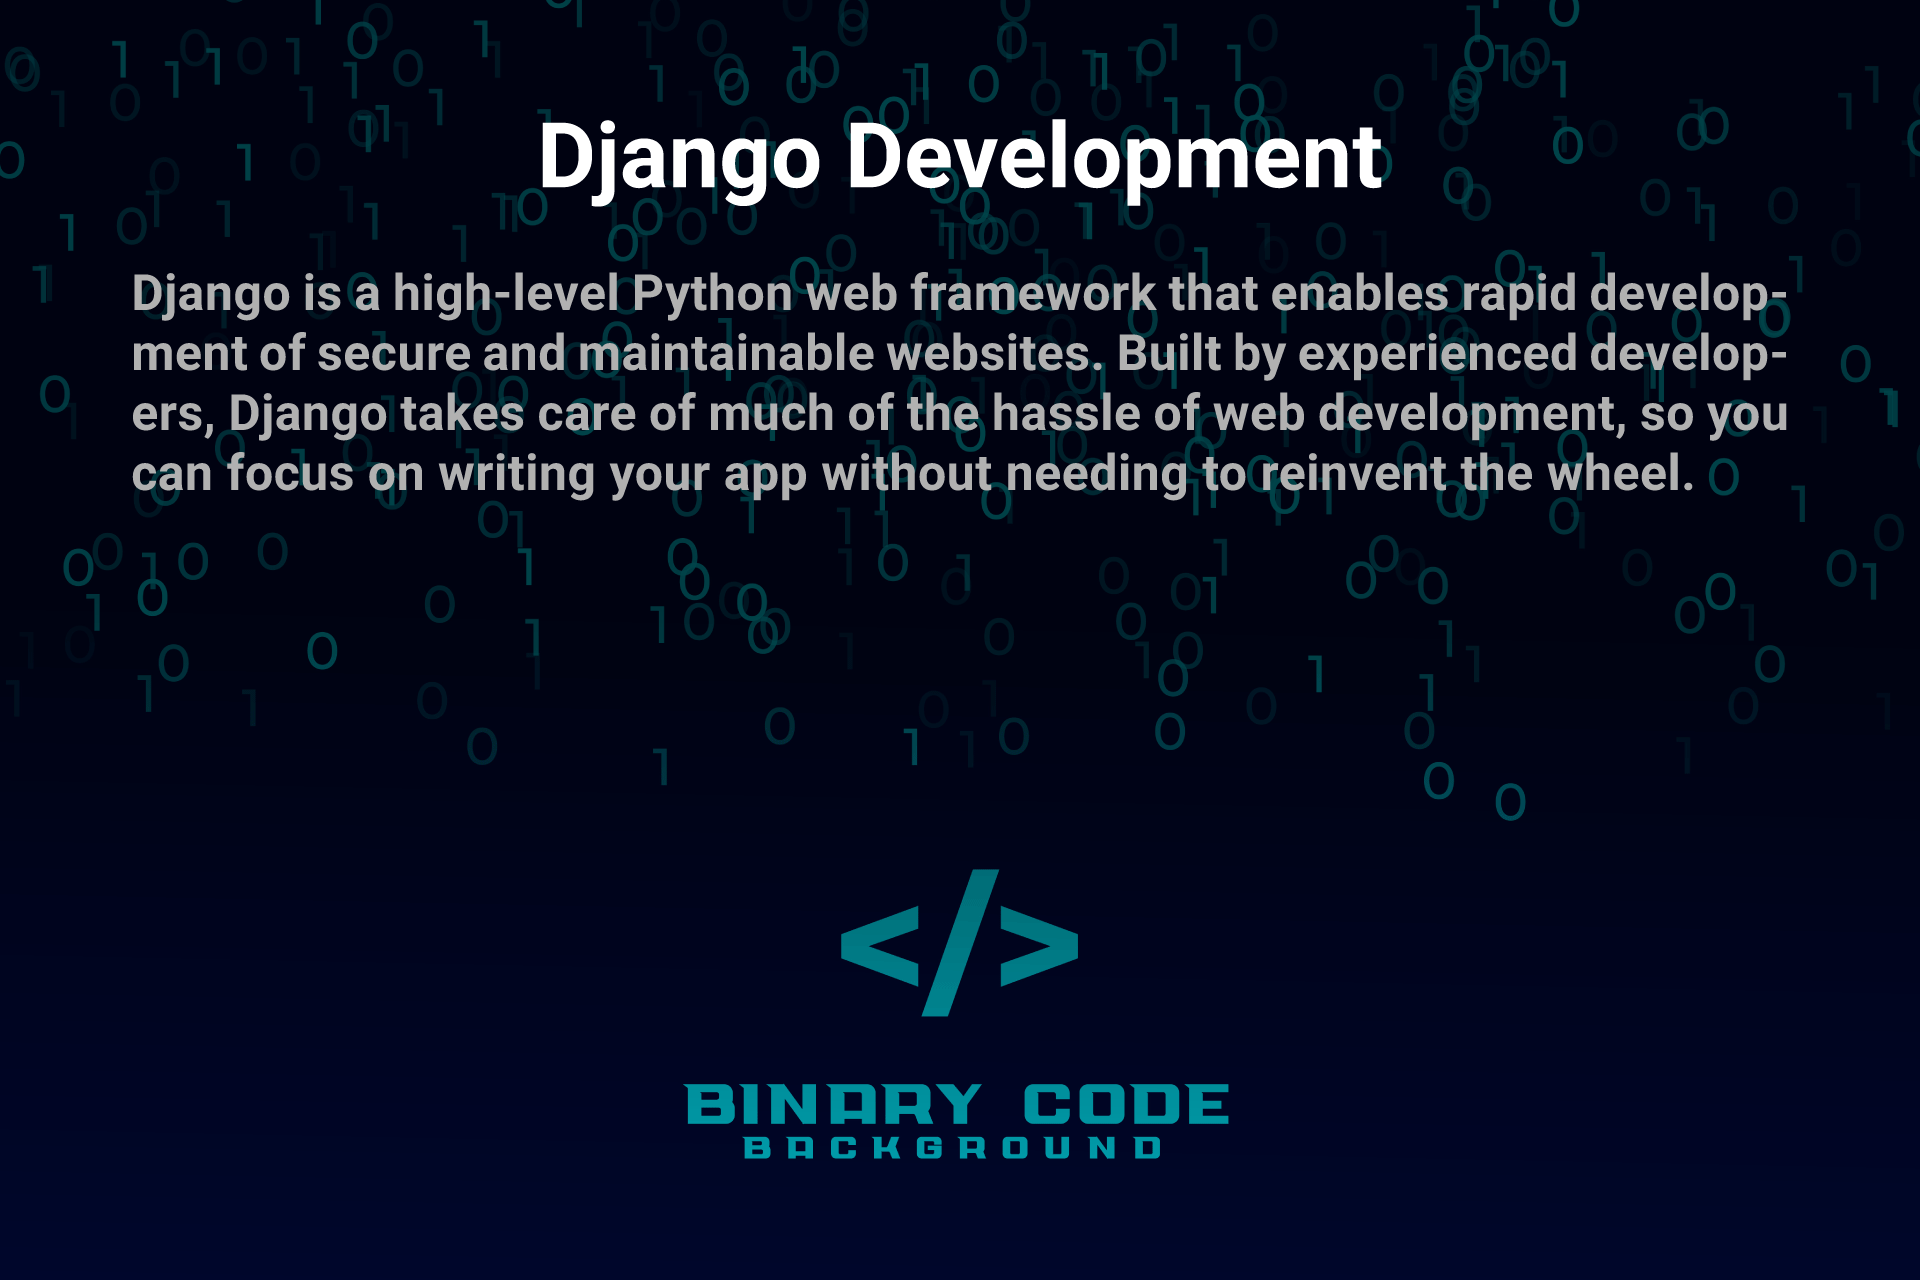 Django Development
Django is a high-level Python web framework that enables rapid develop-
ment of secure and maintainable websites. Built by experienced develop-
ers, Django takes care of much of the hassle of web development, so you
can focus on writing your app without needing to reinvent the wheel.
</>
BINARY CODE
BACKGROUND